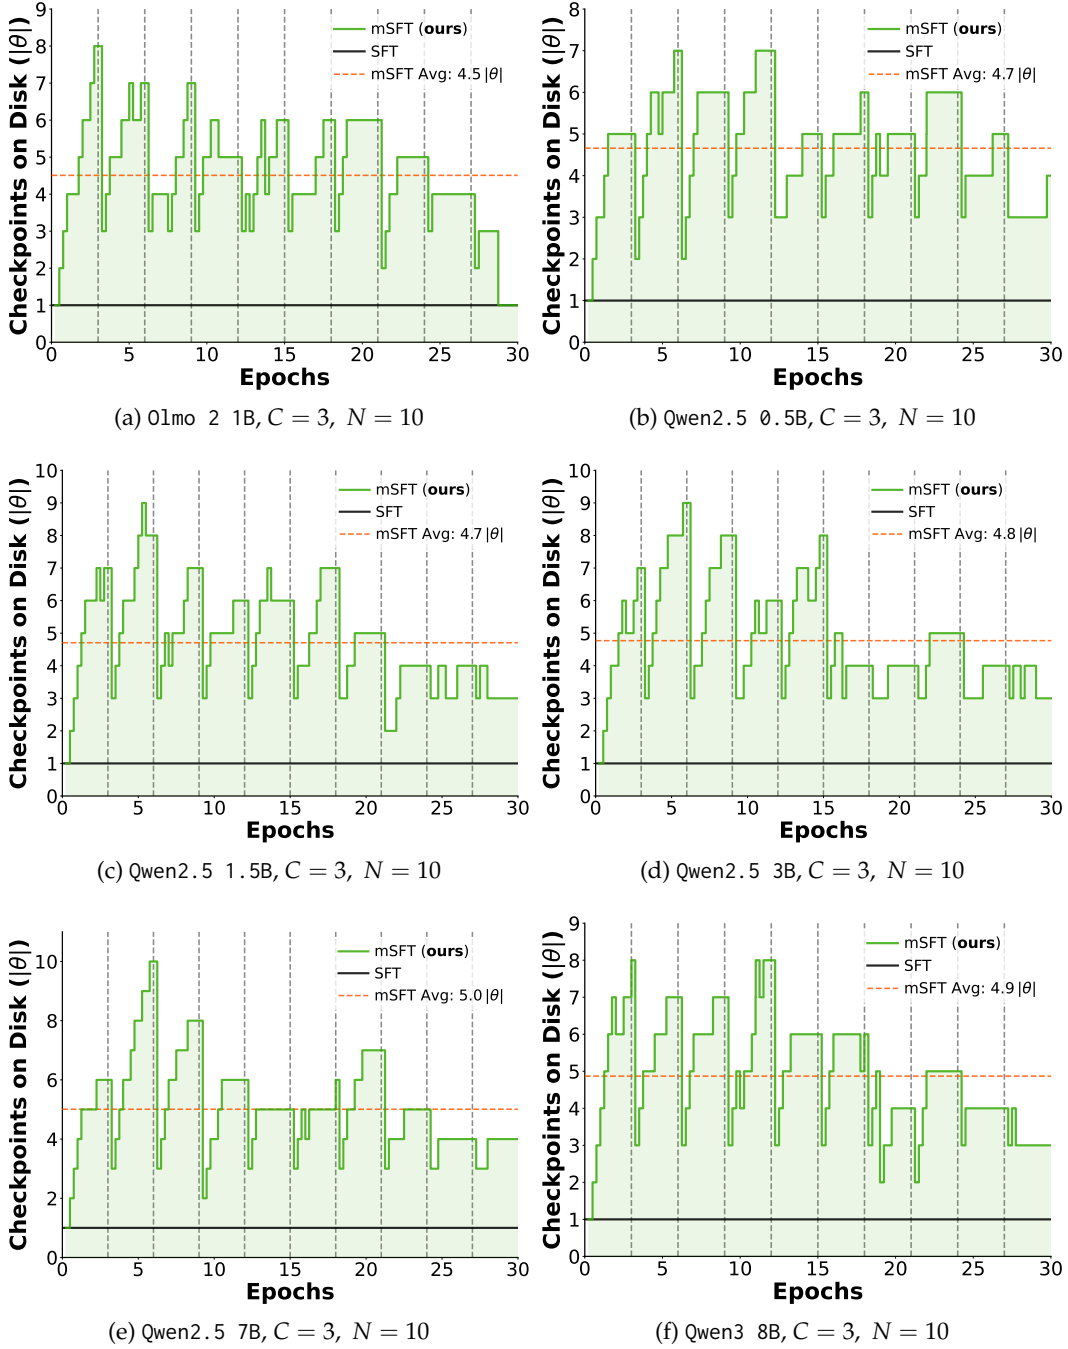 9
8
7
6
5
4
3
2
1
0
Checkpoints on Disk (|θ|)
mSFT (ours)
SFT
mSFT Avg: 4.5 |θ|
0 5 10 15 20 25 30
Epochs
(a) Olmo 2 1B, C = 3, N = 10
8
7
6
5
4
3
2
1
0
Checkpoints on Disk (|θ|)
mSFT (ours)
SFT
mSFT Avg: 4.7 |θ|
0 5 10 15 20 25 30
Epochs
(b) Qwen2.5 0.5B, C = 3, N = 10
10
9
8
7
6
5
4
3
2
1
0
Checkpoints on Disk (|θ|)
mSFT (ours)
SFT
mSFT Avg: 4.7 |θ|
0 5 10 15 20 25 30
Epochs
(c) Qwen2.5 1.5B, C = 3, N = 10
10
9
8
7
6
5
4
3
2
1
0
Checkpoints on Disk (|θ|)
mSFT (ours)
SFT
mSFT Avg: 4.8 |θ|
0 5 10 15 20 25 30
Epochs
(d) Qwen2.5 3B, C = 3, N = 10
10
8
6
4
2
0
Checkpoints on Disk (|θ|)
mSFT (ours)
SFT
mSFT Avg: 5.0 |θ|
0 5 10 15 20 25 30
Epochs
(e) Qwen2.5 7B, C = 3, N = 10
9
8
7
6
5
4
3
2
1
0
Checkpoints on Disk (|θ|)
mSFT (ours)
SFT
mSFT Avg: 4.9 |θ|
0 5 10 15 20 25 30
Epochs
(f) Qwen3 8B, C = 3, N = 10